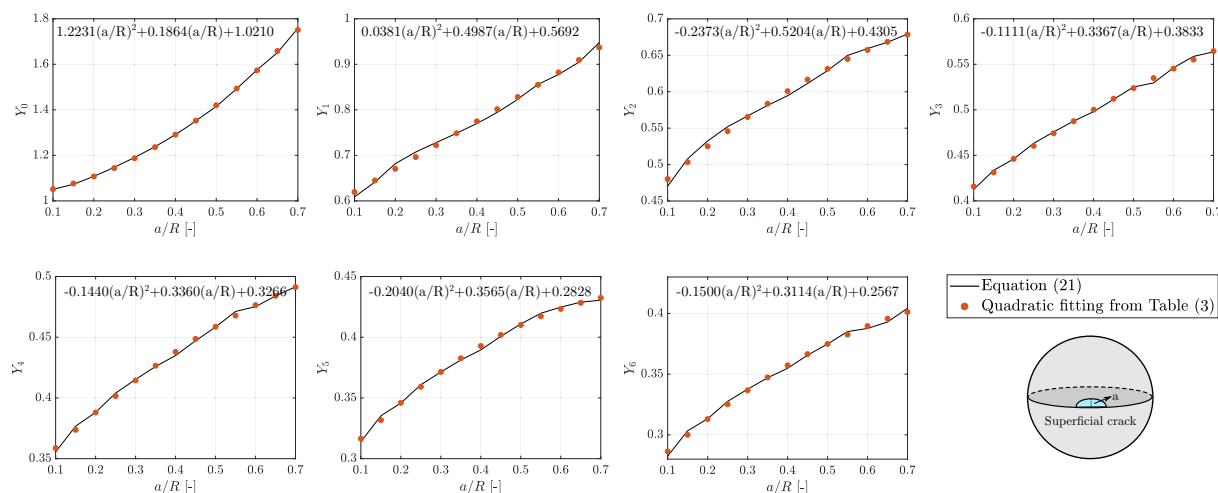 1.2231(a/R)²+0.1864(a/R)+1.0210
1.8
1.6
1.4
1.2
1
Y₀
0.1 0.2 0.3 0.4 0.5 0.6 0.7
a/R [-]
0.0381(a/R)²+0.4987(a/R)+0.5692
1
0.9
0.8
0.7
0.6
Y₁
0.1 0.2 0.3 0.4 0.5 0.6 0.7
a/R [-]
-0.2373(a/R)²+0.5204(a/R)+0.4305
0.7
0.65
0.6
0.55
0.5
0.45
Y₂
0.1 0.2 0.3 0.4 0.5 0.6 0.7
a/R [-]
-0.1111(a/R)²+0.3367(a/R)+0.3833
0.6
0.55
0.5
0.45
0.4
Y₃
0.1 0.2 0.3 0.4 0.5 0.6 0.7
a/R [-]
-0.1440(a/R)²+0.3360(a/R)+0.3266
0.5
0.45
0.4
0.35
Y₄
0.1 0.2 0.3 0.4 0.5 0.6 0.7
a/R [-]
-0.2040(a/R)²+0.3565(a/R)+0.2828
0.45
0.4
0.35
0.3
Y₅
0.1 0.2 0.3 0.4 0.5 0.6 0.7
a/R [-]
-0.1500(a/R)²+0.3114(a/R)+0.2567
0.4
0.35
0.3
Y₆
0.1 0.2 0.3 0.4 0.5 0.6 0.7
a/R [-]
Equation (21)
Quadratic fitting from Table (3)
a
Superficial crack